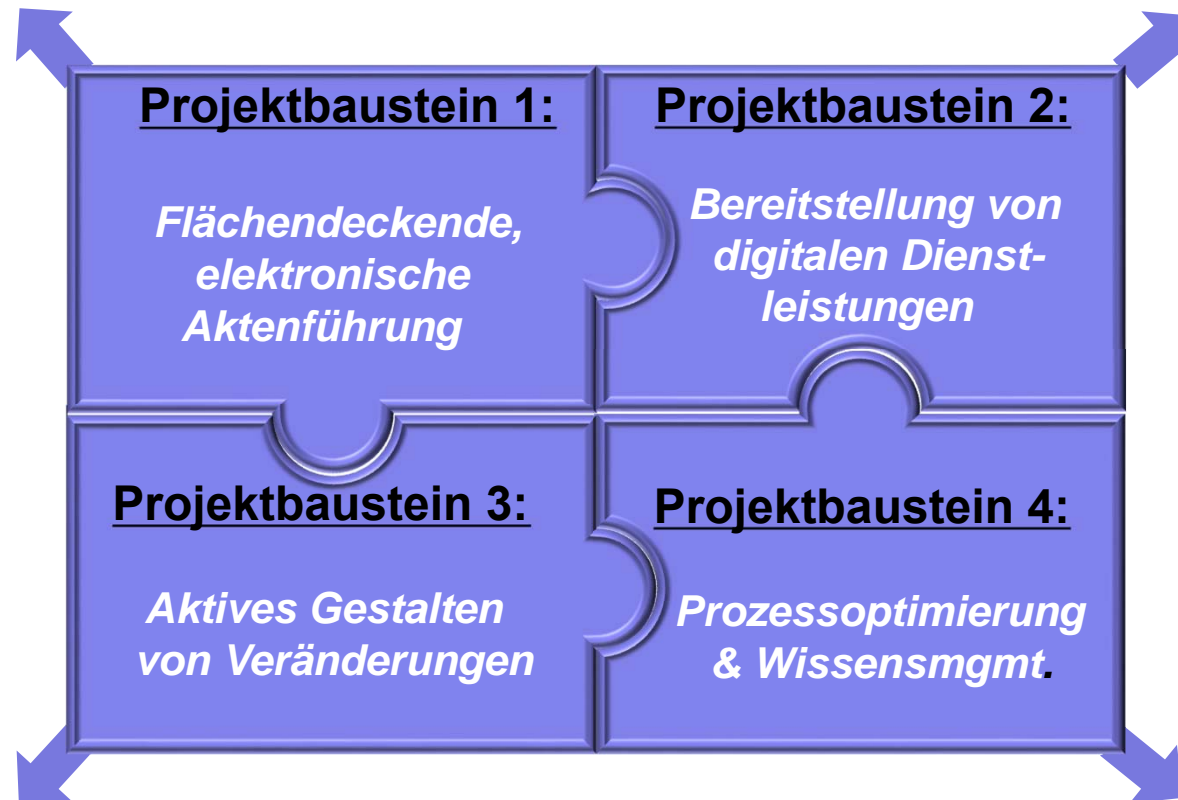 Projektbaustein 1:
Flächendeckende,
elektronische
Aktenführung
Projektbaustein 2:
Bereitstellung von
digitalen Dienst-
leistungen
Projektbaustein 3:
Aktives Gestalten
von Veränderungen
Projektbaustein 4:
Prozessoptimierung
& Wissensmgmt.